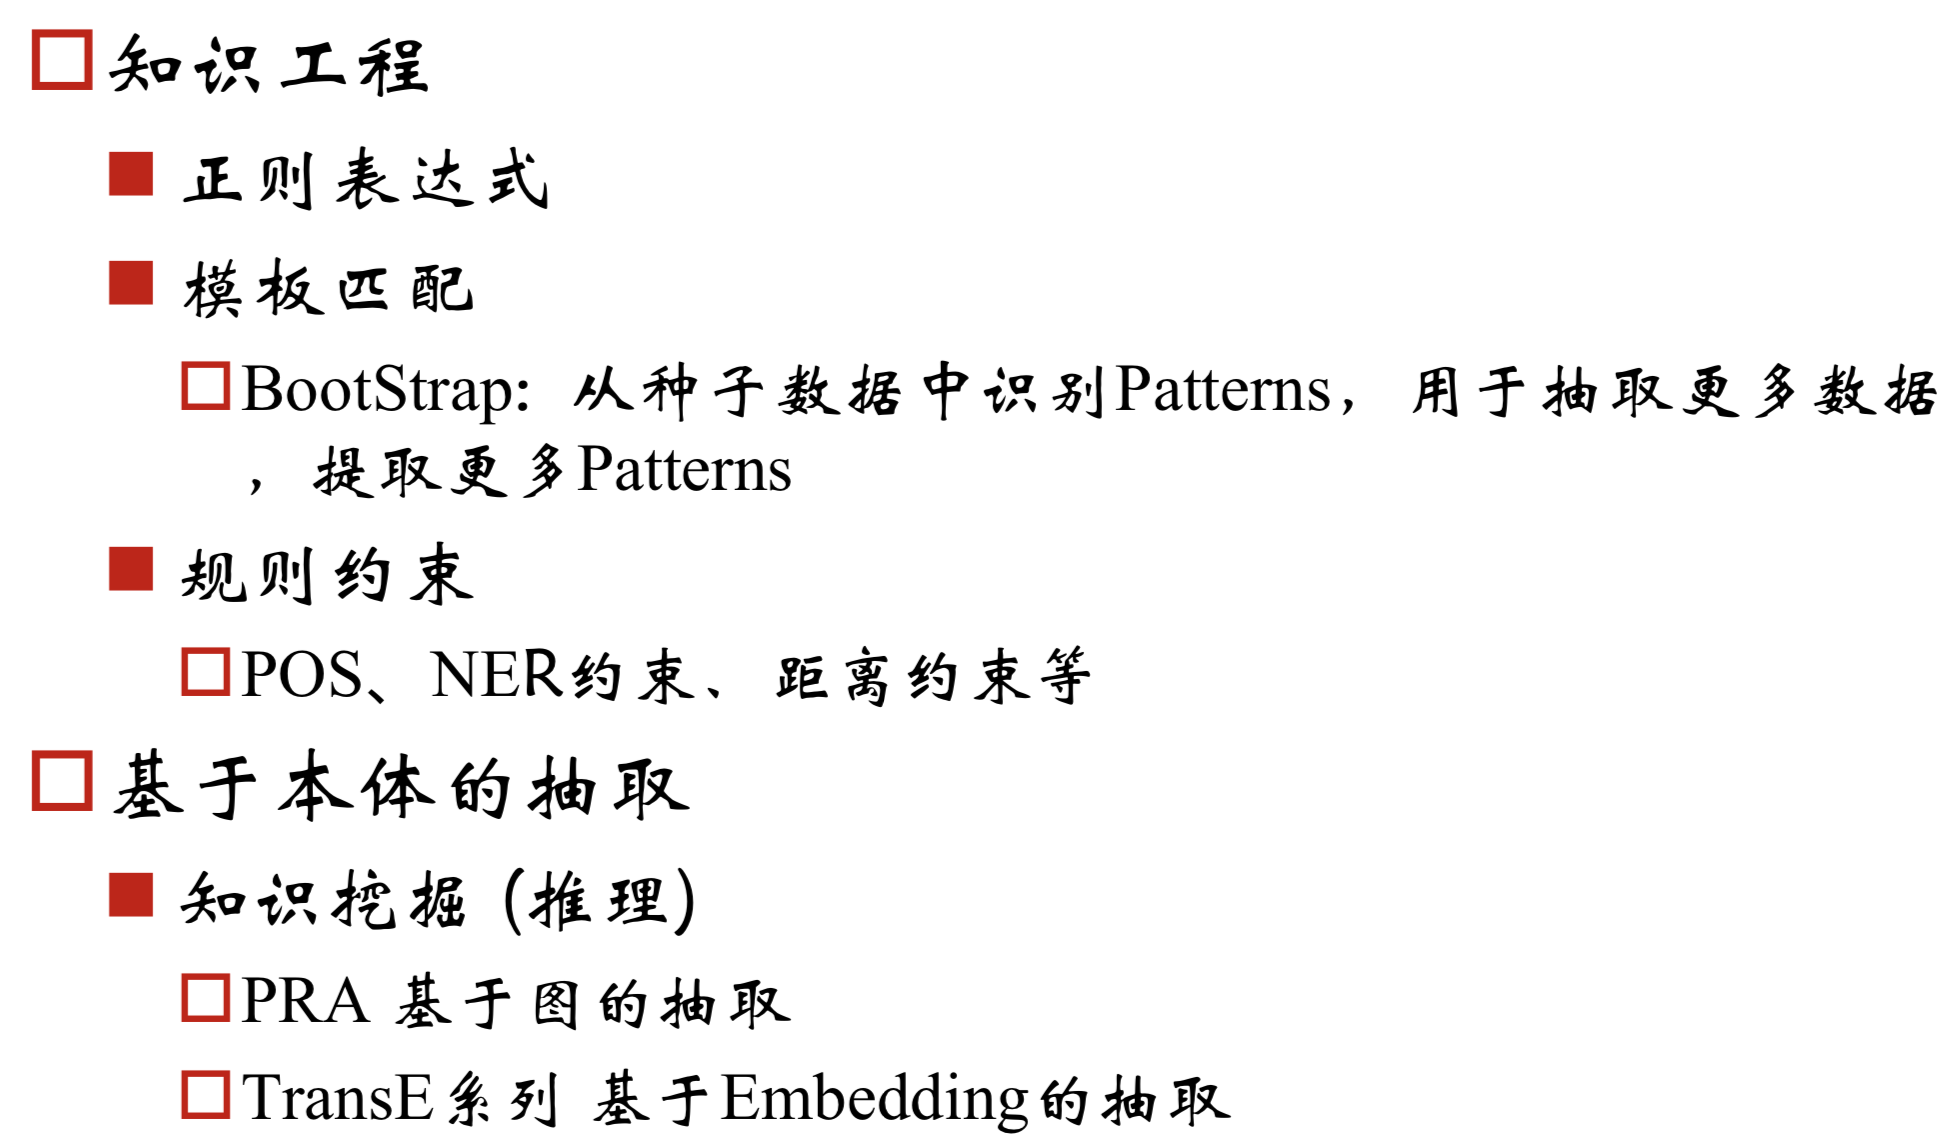 知识工程
正则表达式
模板匹配
BootStrap: 从种子数据中识别Patterns，用于抽取更多数据
，提取更多Patterns
规则约束
POS、NER约束、距离约束等
基于本体的抽取
知识挖掘 (推理)
PRA 基于图的抽取
TransE系列 基于Embedding的抽取